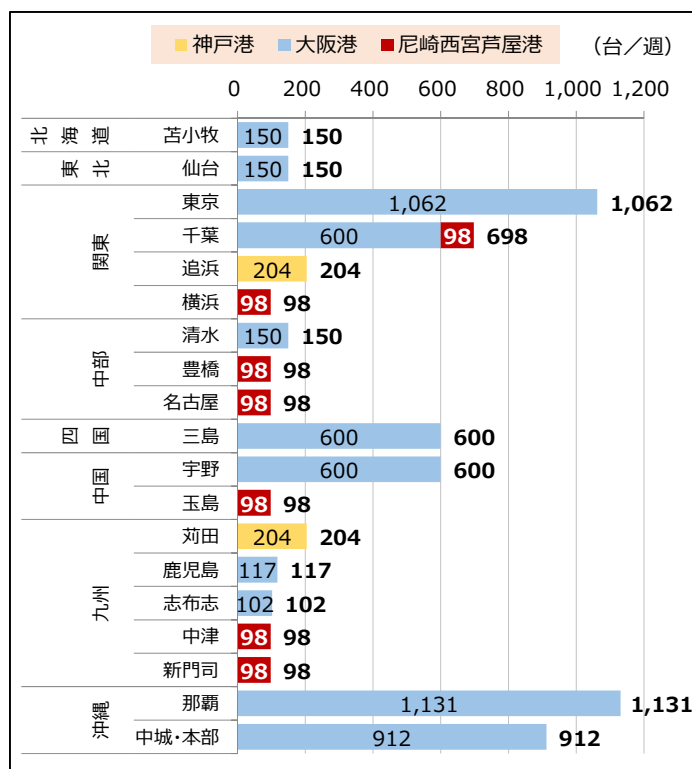 神戸港 大阪港 尼崎西宮芦屋港 (台／週)
0 200 400 600 800 1,000 1,200
北海道 苫小牧 150 150
東北 仙台 150 150
関東 東京 1,062 1,062
千葉 600 98 698
追浜 204 204
横浜 98 98
中部 清水 150 150
豊橋 98 98
名古屋 98 98
四国 三島 600 600
中国 宇野 600 600
玉島 98 98
九州 苅田 204 204
鹿児島 117 117
志布志 102 102
中津 98 98
新門司 98 98
沖縄 那覇 1,131 1,131
中城・本部 912 912